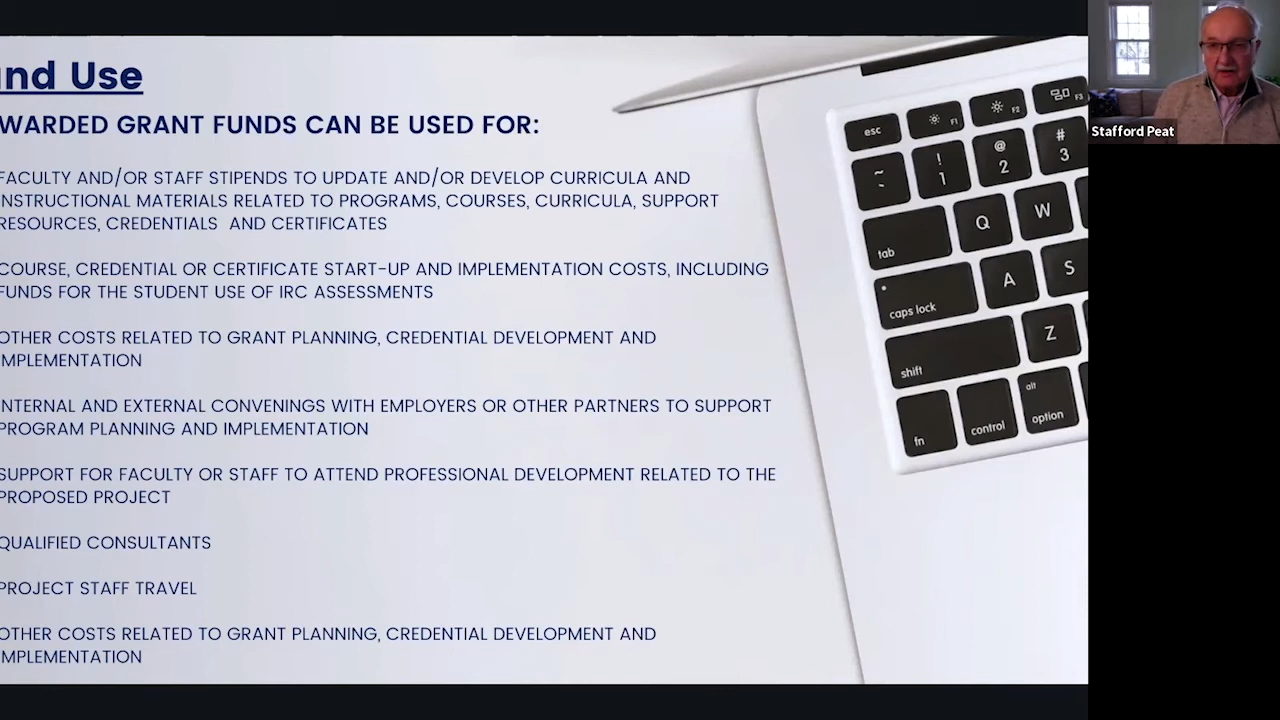 nd Use
WARDED GRANT FUNDS CAN BE USED FOR:
FACULTY AND/OR STAFF STIPENDS TO UPDATE AND/OR DEVELOP CURRICULA AND
NSTRUCTIONAL MATERIALS RELATED TO PROGRAMS, COURSES, CURRICULA, SUPPORT
RESOURCES, CREDENTIALS AND CERTIFICATES
COURSE, CREDENTIAL OR CERTIFICATE START-UP AND IMPLEMENTATION COSTS, INCLUDING
FUNDS FOR THE STUDENT USE OF IRC ASSESSMENTS
OTHER COSTS RELATED TO GRANT PLANNING, CREDENTIAL DEVELOPMENT AND
MPLEMENTATION
NTERNAL AND EXTERNAL CONVENINGS WITH EMPLOYERS OR OTHER PARTNERS TO SUPPORT
PROGRAM PLANNING AND IMPLEMENTATION
SUPPORT FOR FACULTY OR STAFF TO ATTEND PROFESSIONAL DEVELOPMENT RELATED TO THE
PROPOSED PROJECT
QUALIFIED CONSULTANTS
PROJECT STAFF TRAVEL
OTHER COSTS RELATED TO GRANT PLANNING, CREDENTIAL DEVELOPMENT AND
MPLEMENTATION
esc F1 F2 F3
~ ` ! 1 @ 2 # 3
tab Q W
caps lock A S
shift Z
fn control alt option
Stafford Peat